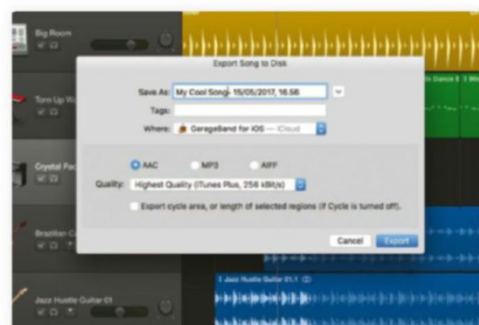 Big Room
Export Song to Disk
Save As: My Cool Song- 15/05/2017, 16.56
Tags:
Where: GarageBand for iOS — iCloud
AAC MP3 AIFF
Quality: Highest Quality (iTunes Plus, 256 kBit/s)
Export cycle area, or length of selected regions (if Cycle is turned off).
Cancel Export
Torn Up
Crystal
Brazilian
Jazz Hustle Guitar 01
Jazz Hustle Guitar 01.1